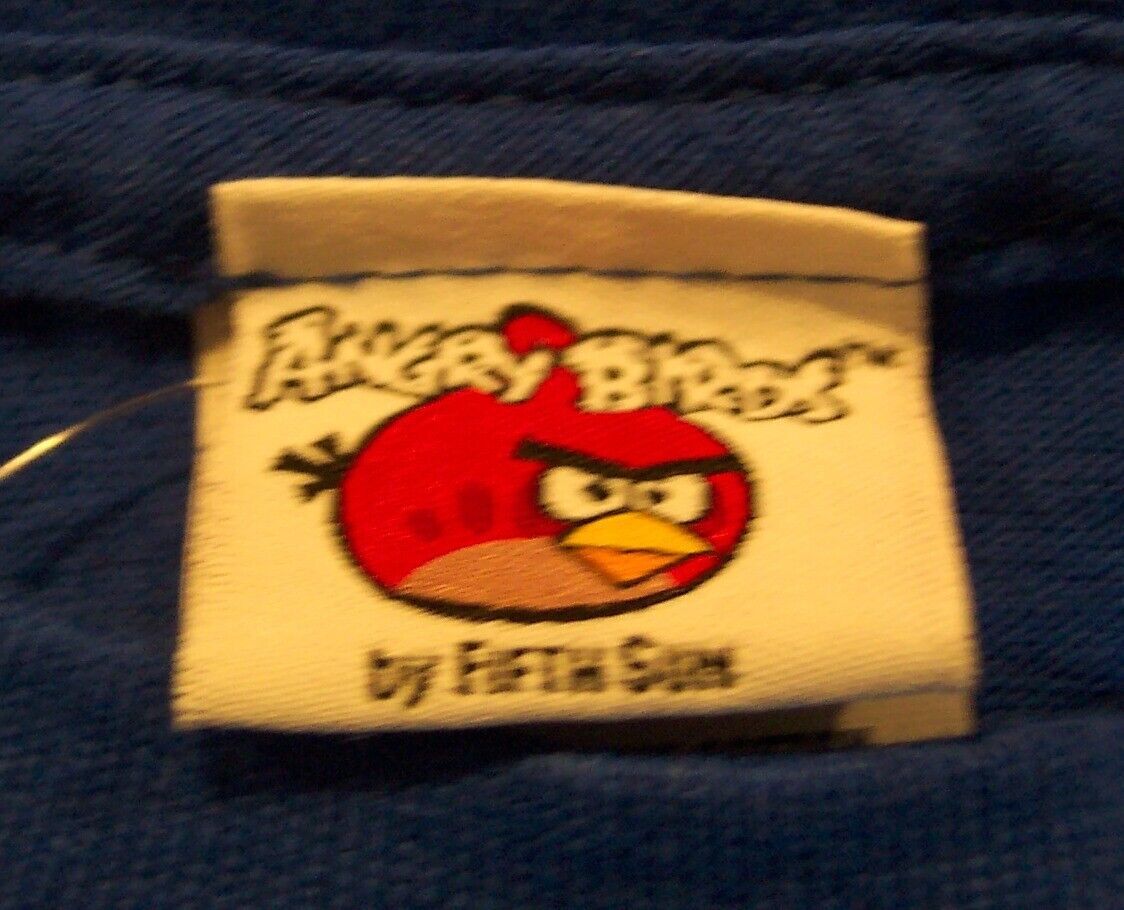 ANGRY BIRDS™
by FIFTH SUN